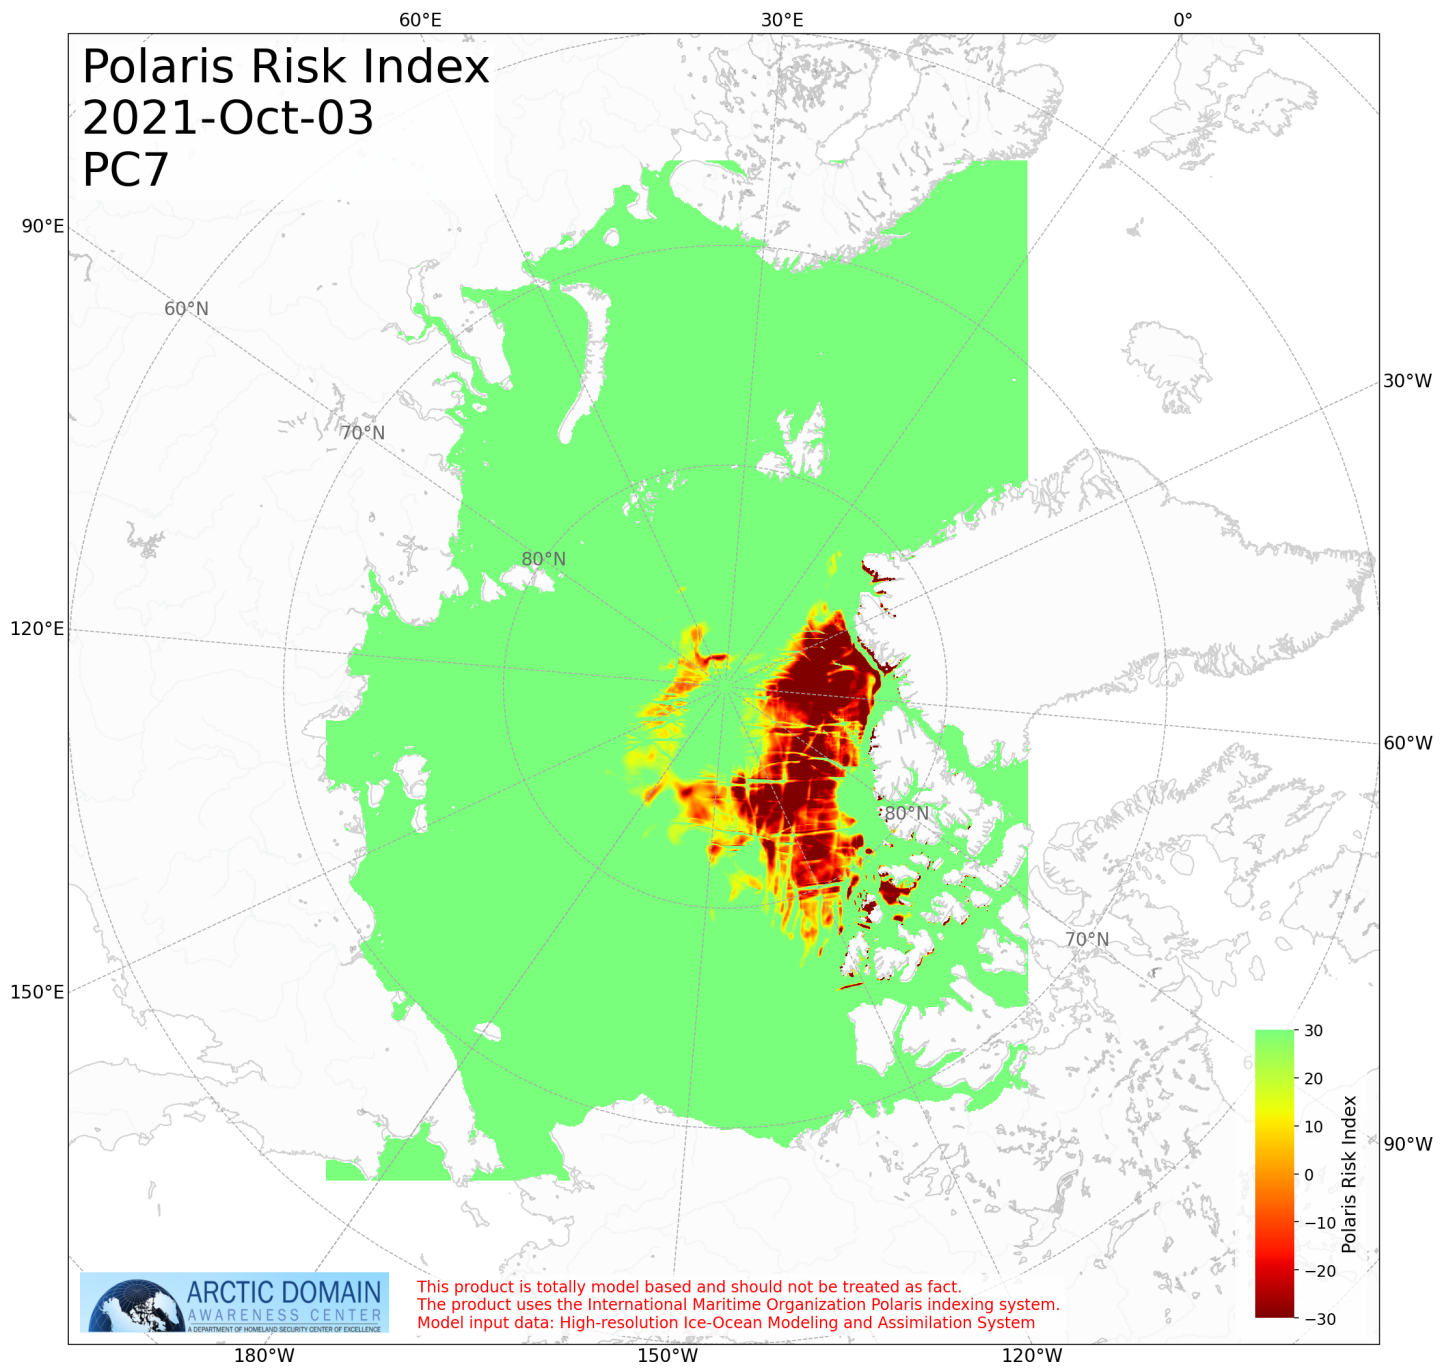 60°E 30°E 0°
Polaris Risk Index
2021-Oct-03
PC7
90°E
60°N
30°W
70°N
80°N
120°E
60°W
80°N
70°N
150°E
30
20
10
0
−10
−20
−30
Polaris Risk Index
90°W
ARCTIC DOMAIN
AWARENESS CENTER
A DEPARTMENT OF HOMELAND SECURITY CENTER OF EXCELLENCE
This product is totally model based and should not be treated as fact.
The product uses the International Maritime Organization Polaris indexing system.
Model input data: High-resolution Ice-Ocean Modeling and Assimilation System
180°W 150°W 120°W